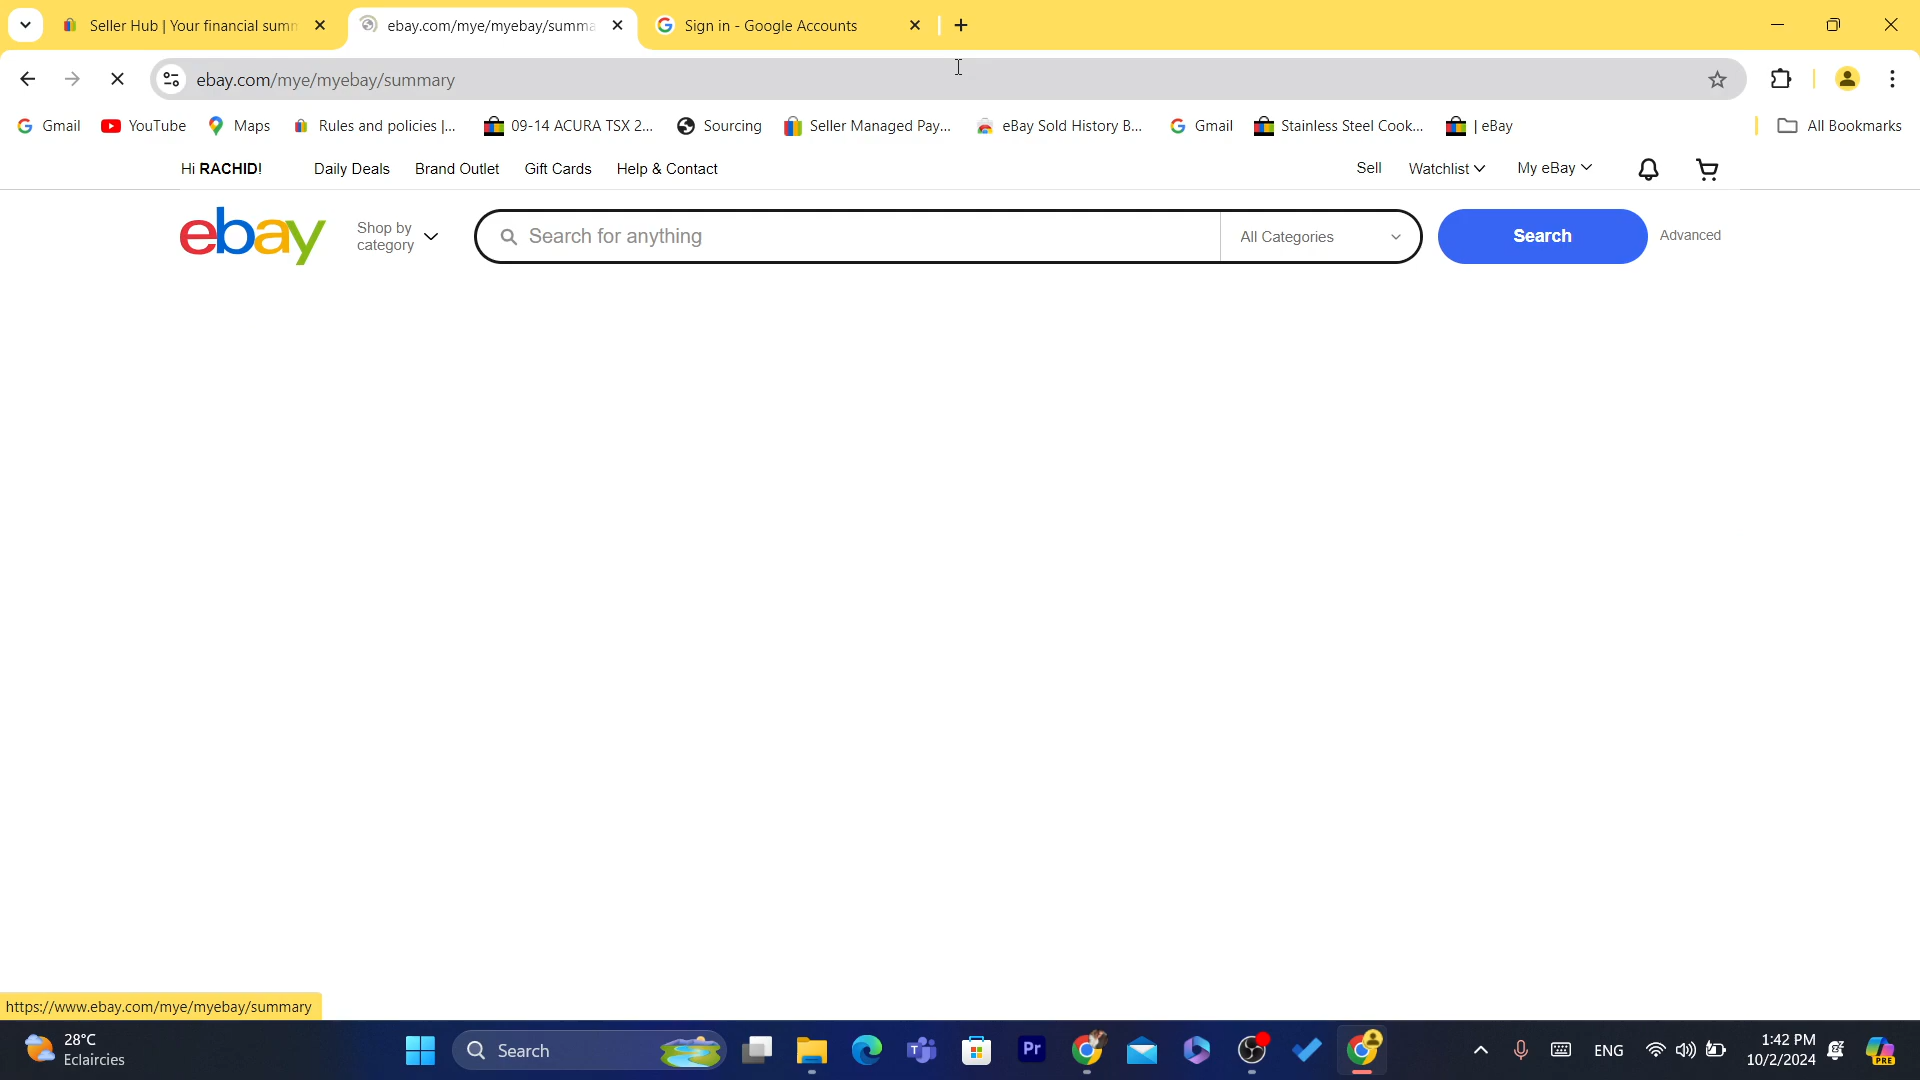 Seller Hub | Your financial summ
ebay.com/mye/myebay/summa
Sign in - Google Accounts
ebay.com/mye/myebay/summary
Gmail
YouTube
Maps
Rules and policies |...
09-14 ACURA TSX 2...
Sourcing
Seller Managed Pay...
eBay Sold History B...
Gmail
Stainless Steel Cook...
| eBay
All Bookmarks
Hi RACHID!
Daily Deals
Brand Outlet
Gift Cards
Help & Contact
Sell
Watchlist
My eBay
ebay
Shop by
category
Search for anything
All Categories
Search
Advanced
https://www.ebay.com/mye/myebay/summary
28°C
Eclaircies
Search
Pr
ENG
1:42 PM
10/2/2024
PRE